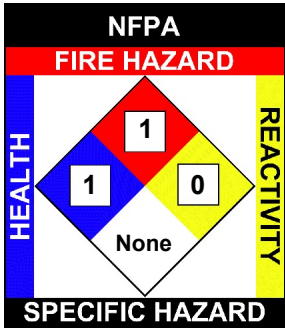 NFPA
FIRE HAZARD
HEALTH
1
1
0
REACTIVITY
None
SPECIFIC HAZARD